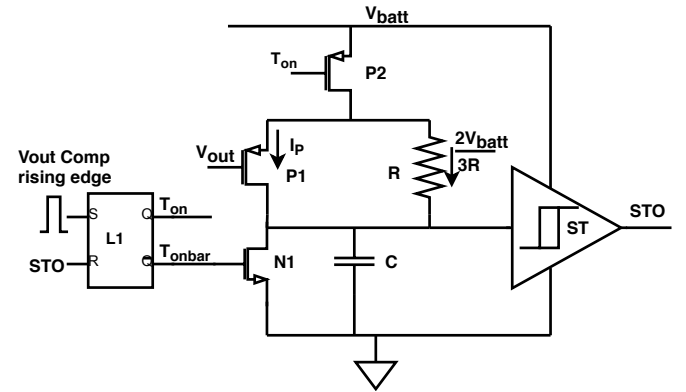 Vbatt
Ton
P2
Vout Comp
rising edge
Vout
IP
P1
R
2Vbatt
3R
S
Q
Ton
L1
STO
R
Q
Tonbar
N1
C
ST
STO